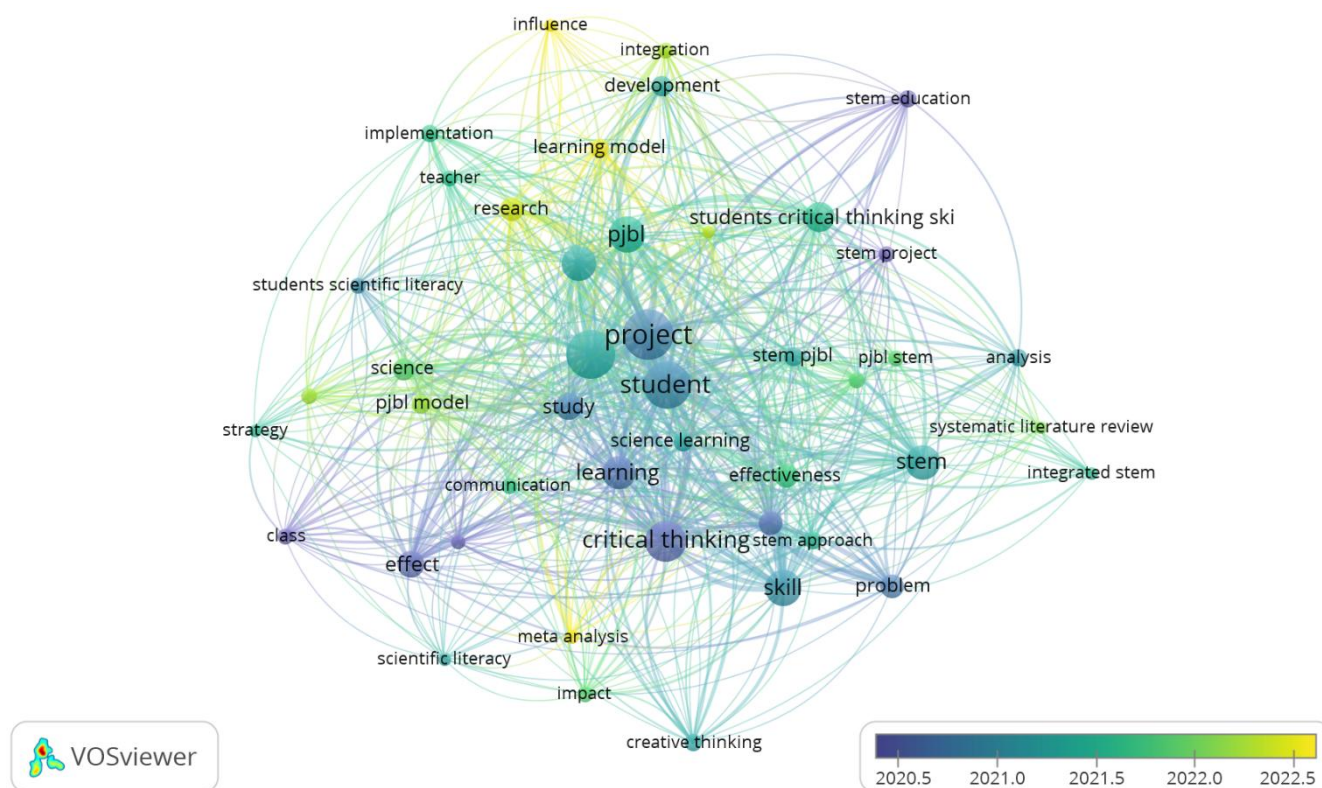 influence
integration
development
stem education
implementation
learning model
teacher
research
students critical thinking ski
pjbl
stem project
students scientific literacy
project
stem pjbl
pjbl stem
analysis
science
student
pjbl model
study
strategy
systematic literature review
science learning
stem
learning
effectiveness
integrated stem
communication
class
critical thinking
stem approach
effect
skill
problem
meta analysis
scientific literacy
impact
creative thinking
VOSviewer
2020.5 2021.0 2021.5 2022.0 2022.5